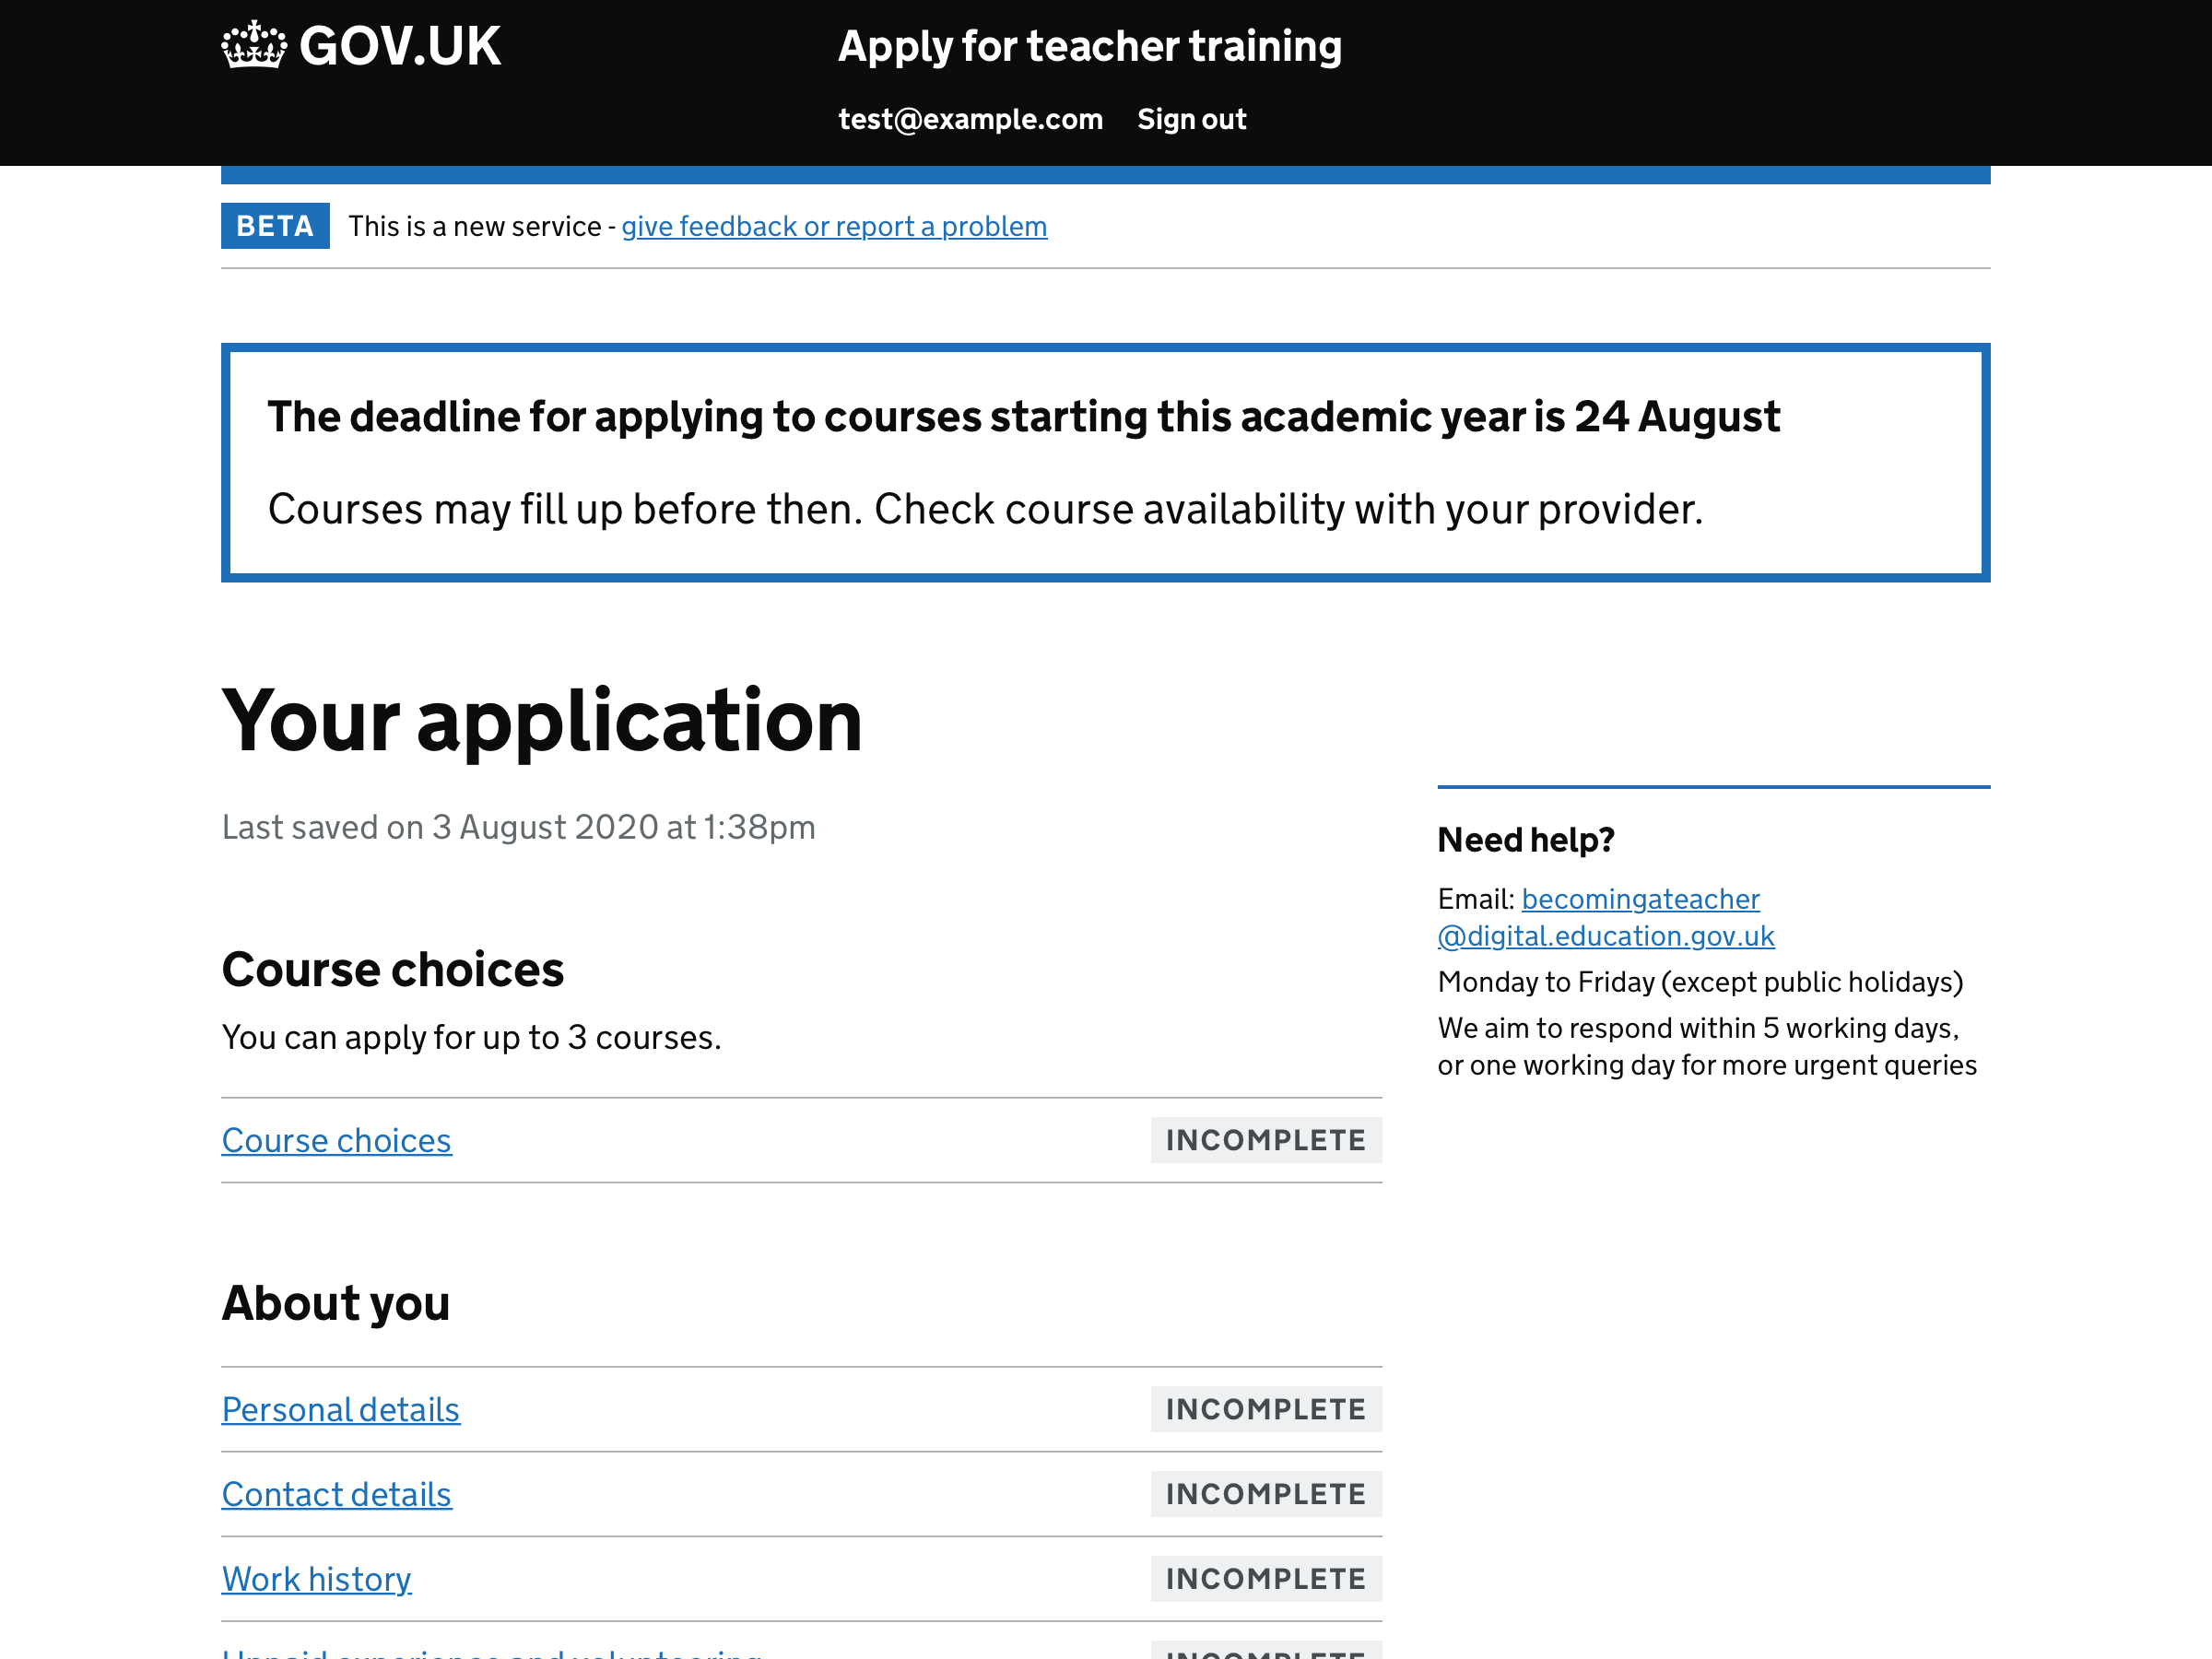 GOV.UK
Apply for teacher training
test@example.com Sign out
BETA This is a new service - give feedback or report a problem
The deadline for applying to courses starting this academic year is 24 August
Courses may fill up before then. Check course availability with your provider.
Your application
Last saved on 3 August 2020 at 1:38pm
Course choices
You can apply for up to 3 courses.
Course choices INCOMPLETE
About you
Personal details INCOMPLETE
Contact details INCOMPLETE
Work history INCOMPLETE
Unpaid experience and volunteering INCOMPLETE
Need help?
Email: becomingateacher
@digital.education.gov.uk
Monday to Friday (except public holidays)
We aim to respond within 5 working days,
or one working day for more urgent queries